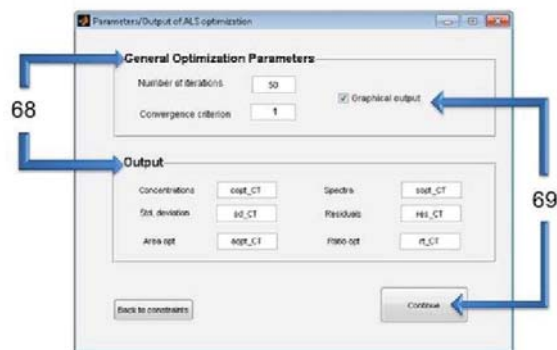 Parameters/Output of ALS optimization
General Optimization Parameters
Number of iterations 50
Graphical output
Convergence criterion 1
68
Output
Concentrations copt_CT Spectra sopt_CT
Std. deviation sd_CT Residuals res_CT
Area opt aopt_CT Ratio opt rt_CT
69
Back to constraints Continue